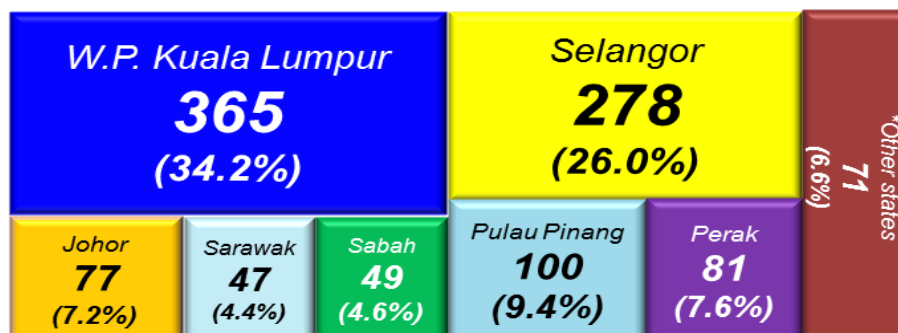 W.P. Kuala Lumpur
365
(34.2%)
Selangor
278
(26.0%)
*Other states
71
(6.6%)
Johor
77
(7.2%)
Sarawak
47
(4.4%)
Sabah
49
(4.6%)
Pulau Pinang
100
(9.4%)
Perak
81
(7.6%)